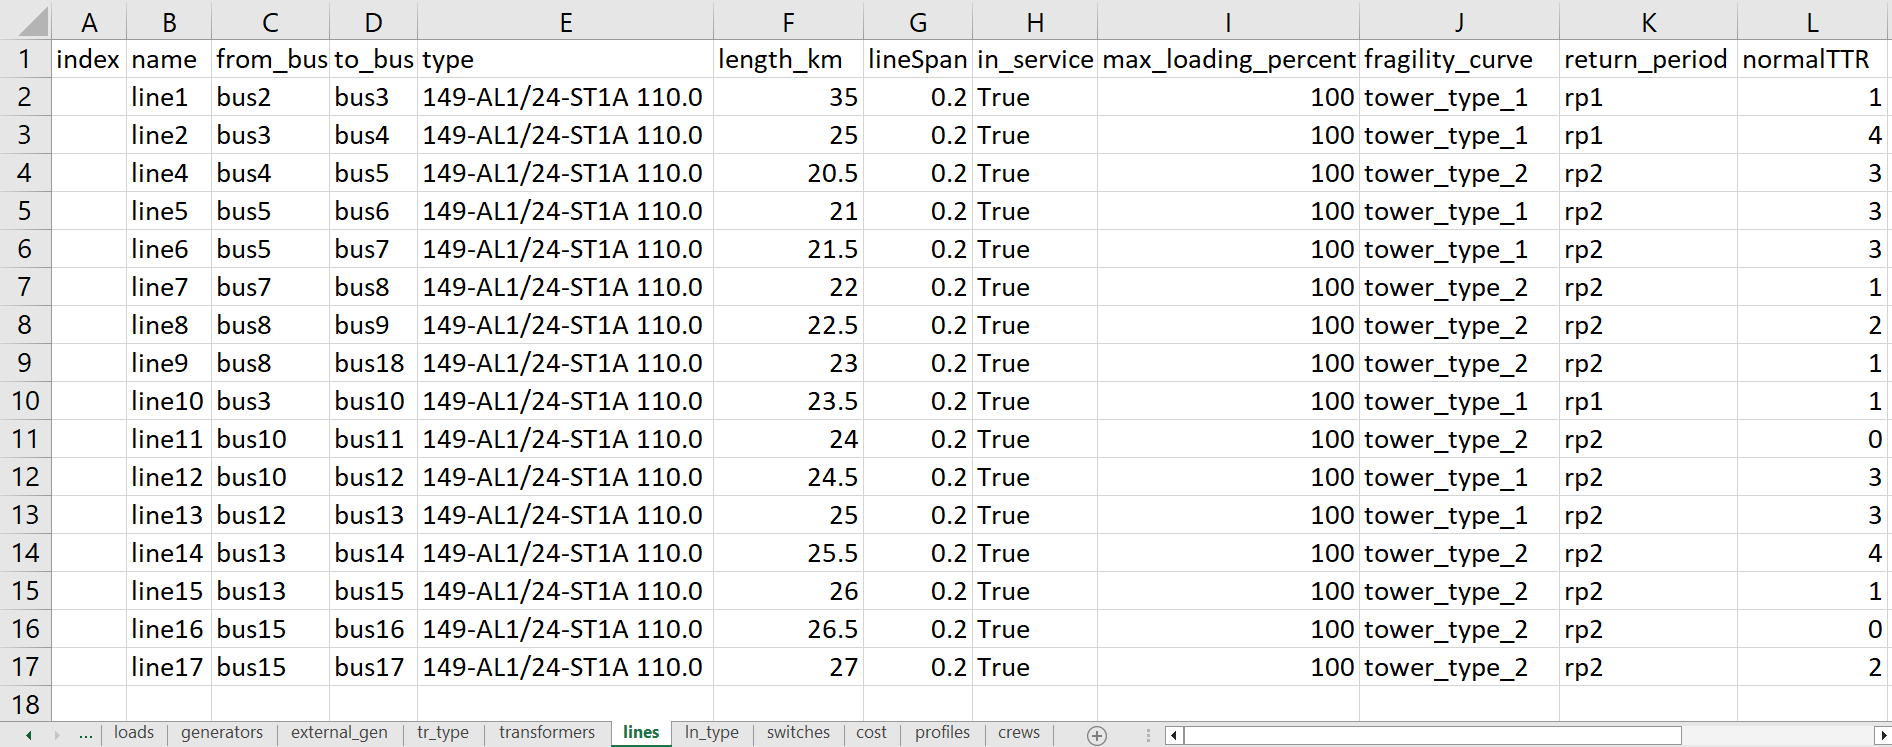 A B C D E F G H I J K L
1 index name from_bus to_bus type length_km lineSpan in_service max_loading_percent fragility_curve return_period normalTTR
2 line1 bus2 bus3 149-AL1/24-ST1A 110.0 35 0.2 True 100 tower_type_1 rp1 1
3 line2 bus3 bus4 149-AL1/24-ST1A 110.0 25 0.2 True 100 tower_type_1 rp1 4
4 line4 bus4 bus5 149-AL1/24-ST1A 110.0 20.5 0.2 True 100 tower_type_2 rp2 3
5 line5 bus5 bus6 149-AL1/24-ST1A 110.0 21 0.2 True 100 tower_type_1 rp2 3
6 line6 bus5 bus7 149-AL1/24-ST1A 110.0 21.5 0.2 True 100 tower_type_1 rp2 3
7 line7 bus7 bus8 149-AL1/24-ST1A 110.0 22 0.2 True 100 tower_type_2 rp2 1
8 line8 bus8 bus9 149-AL1/24-ST1A 110.0 22.5 0.2 True 100 tower_type_2 rp2 2
9 line9 bus8 bus18 149-AL1/24-ST1A 110.0 23 0.2 True 100 tower_type_2 rp2 1
10 line10 bus3 bus10 149-AL1/24-ST1A 110.0 23.5 0.2 True 100 tower_type_1 rp1 1
11 line11 bus10 bus11 149-AL1/24-ST1A 110.0 24 0.2 True 100 tower_type_2 rp2 0
12 line12 bus10 bus12 149-AL1/24-ST1A 110.0 24.5 0.2 True 100 tower_type_1 rp2 3
13 line13 bus12 bus13 149-AL1/24-ST1A 110.0 25 0.2 True 100 tower_type_1 rp2 3
14 line14 bus13 bus14 149-AL1/24-ST1A 110.0 25.5 0.2 True 100 tower_type_2 rp2 4
15 line15 bus13 bus15 149-AL1/24-ST1A 110.0 26 0.2 True 100 tower_type_2 rp2 1
16 line16 bus15 bus16 149-AL1/24-ST1A 110.0 26.5 0.2 True 100 tower_type_2 rp2 0
17 line17 bus15 bus17 149-AL1/24-ST1A 110.0 27 0.2 True 100 tower_type_2 rp2 2
18
... loads generators external_gen tr_type transformers lines ln_type switches cost profiles crews